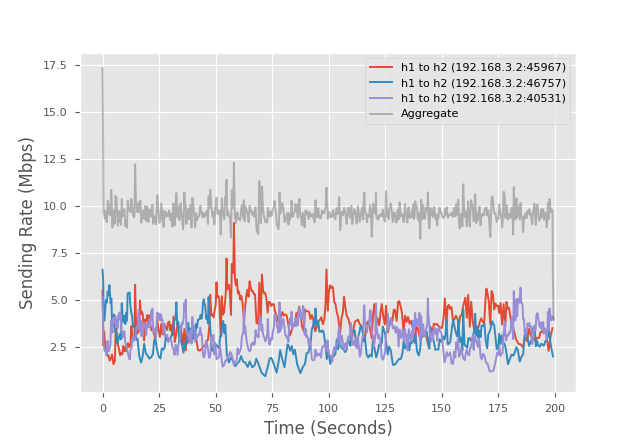 17.5
15.0
12.5
10.0
7.5
5.0
2.5
Sending Rate (Mbps)
h1 to h2 (192.168.3.2:45967)
h1 to h2 (192.168.3.2:46757)
h1 to h2 (192.168.3.2:40531)
Aggregate
0 25 50 75 100 125 150 175 200
Time (Seconds)